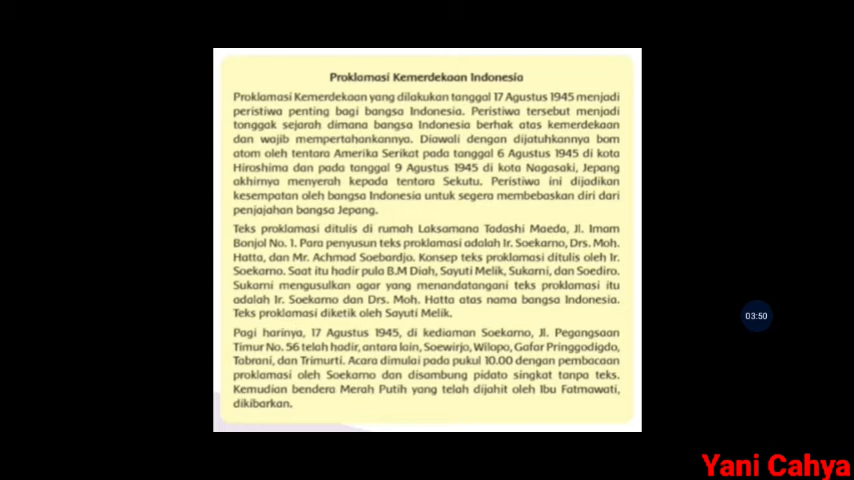 Proklamasi Kemerdekaan Indonesia
Proklamasi Kemerdekaan yang dilakukan tanggal 17 Agustus 1945 menjadi
peristiwa penting bagi bangsa Indonesia. Peristiwa tersebut menjadi
tonggak sejarah dimana bangsa Indonesia berhak atas kemerdekaan
dan wajib mempertahankannya. Diawali dengan dijatuhkannya bom
atom oleh tentara Amerika Serikat pada tanggal 6 Agustus 1945 di kota
Hiroshima dan pada tanggal 9 Agustus 1945 di kota Nagasaki, Jepang
akhirnya menyerah kepada tentara Sekutu. Peristiwa ini dijadikan
kesempatan oleh bangsa Indonesia untuk segera membebaskan diri dari
penjajahan bangsa Jepang.
Teks proklamasi ditulis di rumah Laksamana Tadashi Maeda, Jl. Imam
Bonjol No. 1. Para penyusun teks proklamasi adalah Ir. Soekarno, Drs. Moh.
Hatta, dan Mr. Achmad Soebardjo. Konsep teks proklamasi ditulis oleh Ir.
Soekarno. Saat itu hadir pula B.M Diah, Sayuti Melik, Sukarni, dan Soediro.
Sukarni mengusulkan agar yang menandatangani teks proklamasi itu
adalah Ir. Soekarno dan Drs. Moh. Hatta atas nama bangsa Indonesia.
Teks proklamasi diketik oleh Sayuti Melik.
Pagi harinya, 17 Agustus 1945, di kediaman Soekarno, Jl. Pegangsaan
Timur No. 56 telah hadir, antara lain, Soewirjo, Wilopo, Gafar Pringgodigdo,
Tabrani, dan Trimurti. Acara dimulai pada pukul 10.00 dengan pembacaan
proklamasi oleh Soekarno dan disambung pidato singkat tanpa teks.
Kemudian bendera Merah Putih yang telah dijahit oleh Ibu Fatmawati,
dikibarkan.
03:50
Yani Cahya